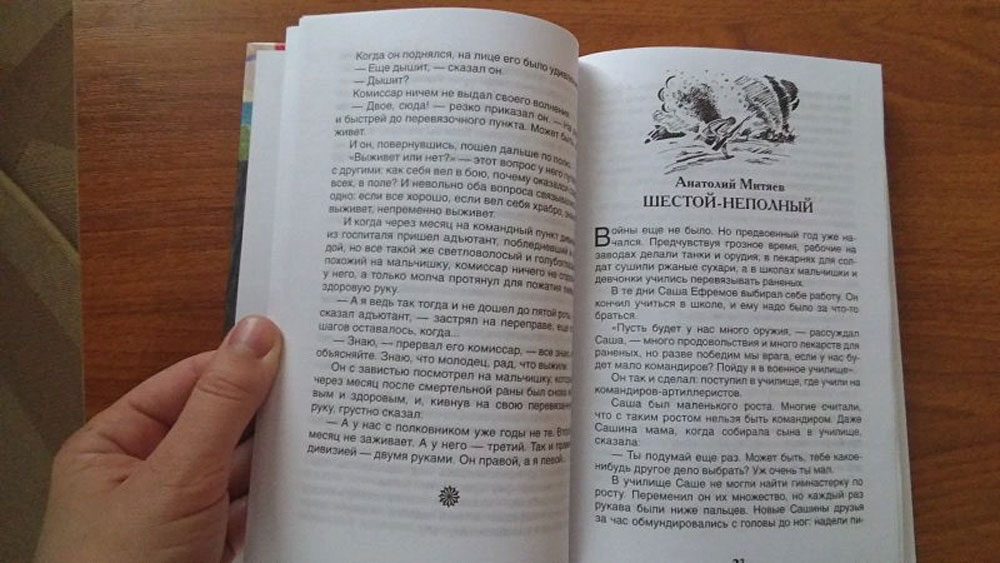 Когда он поднялся, на лице его было
— Еще дышит, — сказал он.
— Дышит?
Комиссар ничем не выдал своего волнения.
— Двое, сюда! — резко приказал он. —
и быстрей до перевязочного пункта. Может быть,
живет.
И он, повернувшись, пошел дальше по
«Выживет или нет?» — этот вопрос у него
с другими: как себя вел в бою, почему оказался
всех, в поле? И невольно оба вопроса
одно: если все хорошо, если вел себя храбро,
выживет, непременно выживет.
И когда через месяц на командный пункт
из госпиталя пришел адъютант, побледневший и
дой, но все такой же светловолосый и
похожий на мальчишку, комиссар ничего не
у него, а только молча протянул для пожатия
здоровую руку.
— А я ведь так тогда и не дошел до пятой
сказал адъютант, — застрял на переправе,
шагов оставалось, когда...
— Знаю, — прервал его комиссар, — все
объясняйте. Знаю, что молодец, рад, что выжили.
Он с завистью посмотрел на мальчишку,
через месяц после смертельной раны был снова
вым и здоровым, и, кивнув на свою
руку, грустно сказал:
— А у нас с полковником уже годы не те.
месяц не заживает. А у него — третий. Так и
дивизией — двумя руками. Он правой, а я левой...
Анатолий Митяев
ШЕСТОЙ-НЕПОЛНЫЙ
Войны еще не было. Но предвоенный год уже на-
чался. Предчувствуя грозное время, рабочие на
заводах делали танки и орудия, в пекарнях для сол-
дат сушили ржаные сухари, а в школах мальчишки и
девчонки учились перевязывать раненых.
В те дни Саша Ефремов выбирал себе работу. Он
кончил учиться в школе, и ему надо было за что-то
браться.
«Пусть будет у нас много оружия, — рассуждал
Саша, — много продовольствия и много лекарств для
раненых, но разве победим мы врага, если у нас бу-
дет мало командиров? Пойду я в военное училище».
Он так и сделал: поступил в училище, где учили на
командиров-артиллеристов.
Саша был маленького роста. Многие считали,
что с таким ростом нельзя быть командиром. Даже
Сашина мама, когда собирала сына в училище,
сказала:
— Ты подумай еще раз. Может быть, тебе какое-
нибудь другое дело выбрать? Уж очень ты мал.
В училище Саше не могли найти гимнастерку по
росту. Переменил он их множество, но каждый раз
рукава были ниже пальцев. Новые Сашины друзья
за час обмундировались с головы до ног: надели пи-